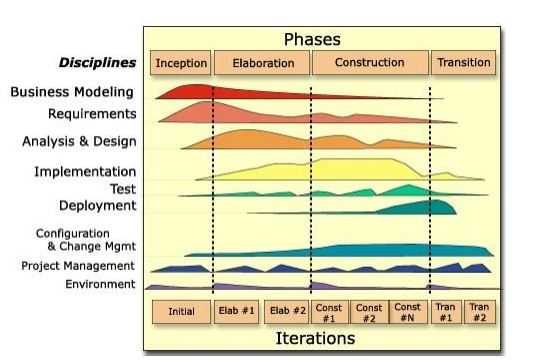 Phases
Disciplines
Inception
Elaboration
Construction
Transition
Business Modeling
Requirements
Analysis & Design
Implementation
Test
Deployment
Configuration
& Change Mgmt
Project Management
Environment
Initial
Elab #1
Elab #2
Const
#1
Const
#2
Const
#N
Tran
#1
Tran
#2
Iterations